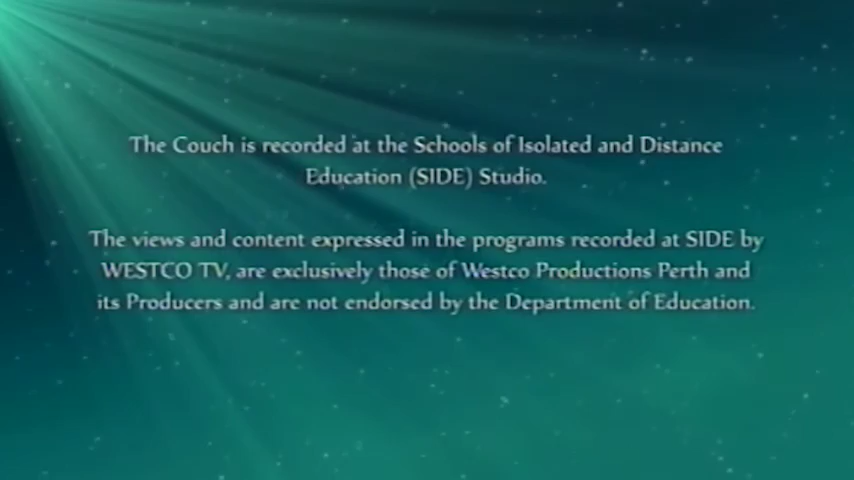 The Couch is recorded at the Schools of Isolated and Distance
Education (SIDE) Studio.
The views and content expressed in the programs recorded at SIDE by
WESTCO TV, are exclusively those of Westco Productions Perth and
its Producers and are not endorsed by the Department of Education.